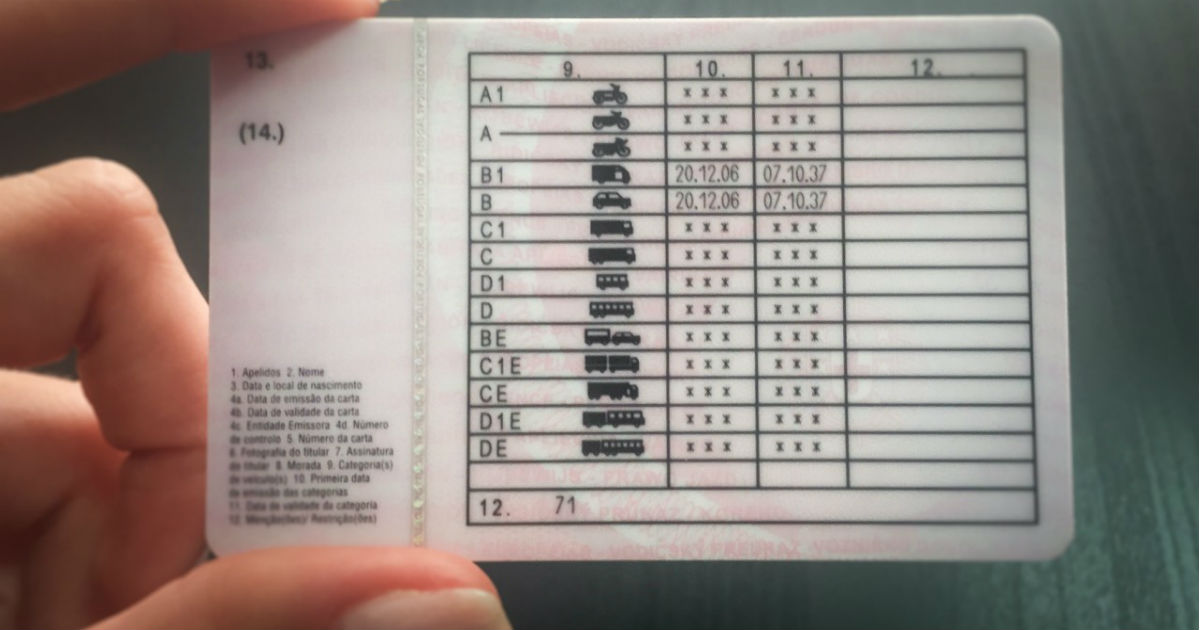 13.
(14.)
1. Apelidos 2. Nome
3. Data e local de nascimento
4a. Data de emissão da carta
4b. Data de validade da carta
4c. Entidade Emissora 4d. Número
de controlo 5. Número da carta
6. Fotografia do titular 7. Assinatura
do titular 8. Morada 9. Categoria(s)
de veículo(s) 10. Primeira data
de emissão das categorias
11. Data de validade da categoria
12. Menção(ões)/ Restrição(ões)
9. 10. 11. 12.
A1 x x x x x x
A x x x x x x
x x x x x x
B1 20.12.06 07.10.37
B 20.12.06 07.10.37
C1 x x x x x x
C x x x x x x
D1 x x x x x x
D x x x x x x
BE x x x x x x
C1E x x x x x x
CE x x x x x x
D1E x x x x x x
DE x x x x x x
12. 71